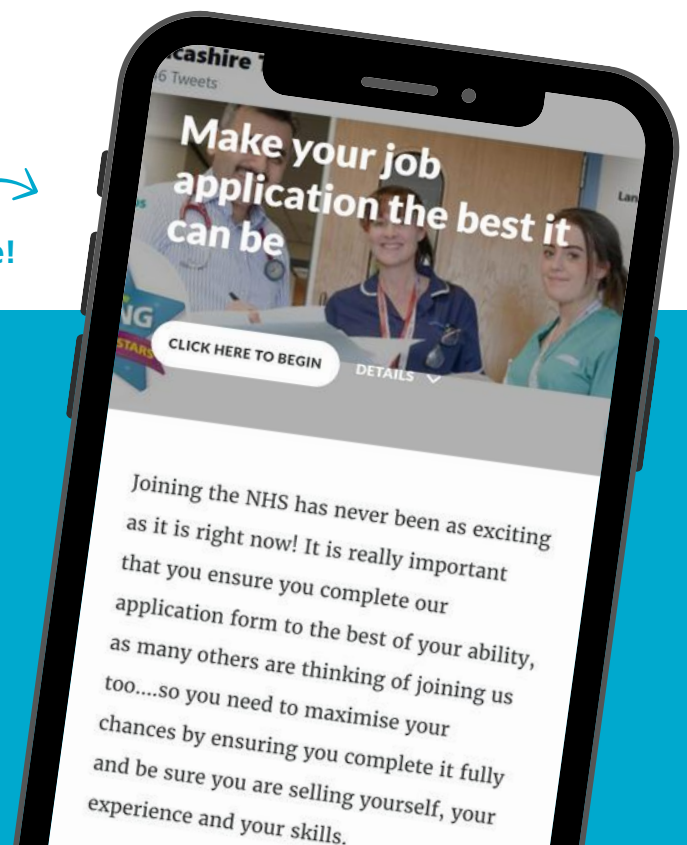 e!
cashire
6 Tweets
Make your job
application the best it
can be
Lan
NG
STARS
CLICK HERE TO BEGIN
DETAILS
Joining the NHS has never been as exciting
as it is right now! It is really important
that you ensure you complete our
application form to the best of your ability,
as many others are thinking of joining us
too....so you need to maximise your
chances by ensuring you complete it fully
and be sure you are selling yourself, your
experience and your skills.